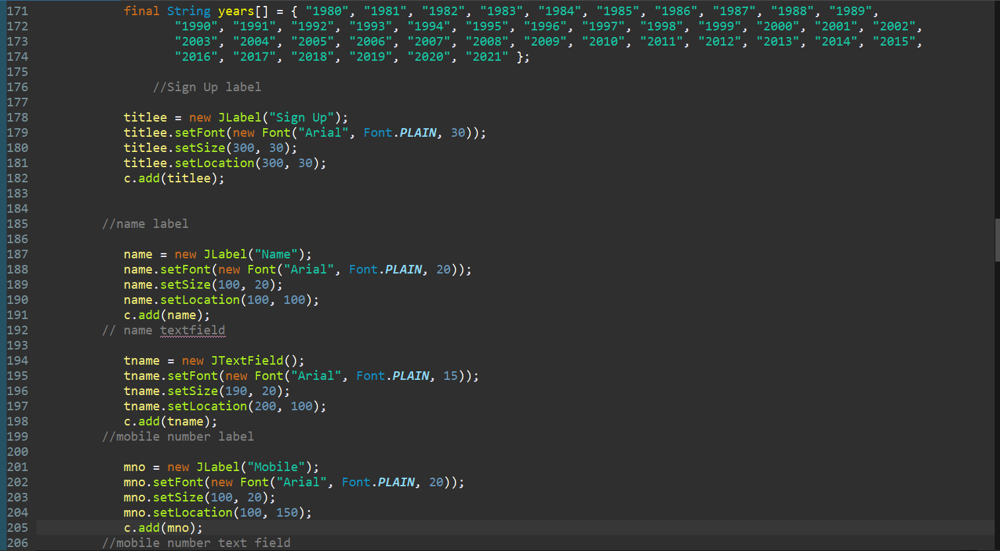 171 final String years[] = { "1980", "1981", "1982", "1983", "1984", "1985", "1986", "1987", "1988", "1989",
172 "1990", "1991", "1992", "1993", "1994", "1995", "1996", "1997", "1998", "1999", "2000", "2001", "2002",
173 "2003", "2004", "2005", "2006", "2007", "2008", "2009", "2010", "2011", "2012", "2013", "2014", "2015",
174 "2016", "2017", "2018", "2019", "2020", "2021" };
175
176 //Sign Up label
177
178 titlee = new JLabel("Sign Up");
179 titlee.setFont(new Font("Arial", Font.PLAIN, 30));
180 titlee.setSize(300, 30);
181 titlee.setLocation(300, 30);
182 c.add(titlee);
183
184
185 //name label
186
187 name = new JLabel("Name");
188 name.setFont(new Font("Arial", Font.PLAIN, 20));
189 name.setSize(100, 20);
190 name.setLocation(100, 100);
191 c.add(name);
192 // name textfield
193
194 tname = new JTextField();
195 tname.setFont(new Font("Arial", Font.PLAIN, 15));
196 tname.setSize(190, 20);
197 tname.setLocation(200, 100);
198 c.add(tname);
199 //mobile number label
200
201 mno = new JLabel("Mobile");
202 mno.setFont(new Font("Arial", Font.PLAIN, 20));
203 mno.setSize(100, 20);
204 mno.setLocation(100, 150);
205 c.add(mno);
206 //mobile number text field